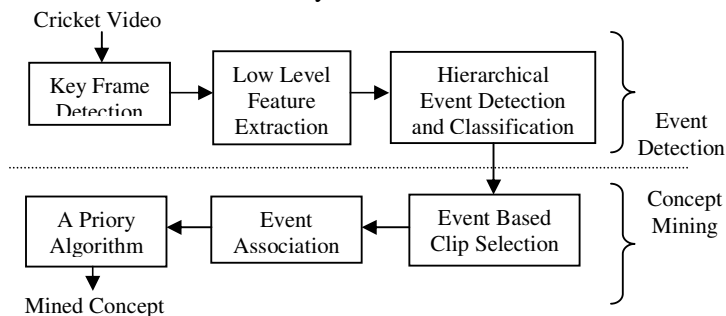 Cricket Video
Key Frame
Detection
Low Level
Feature
Extraction
Hierarchical
Event Detection
and Classification
Event
Detection
A Priory
Algorithm
Event
Association
Event Based
Clip Selection
Concept
Mining
Mined Concept